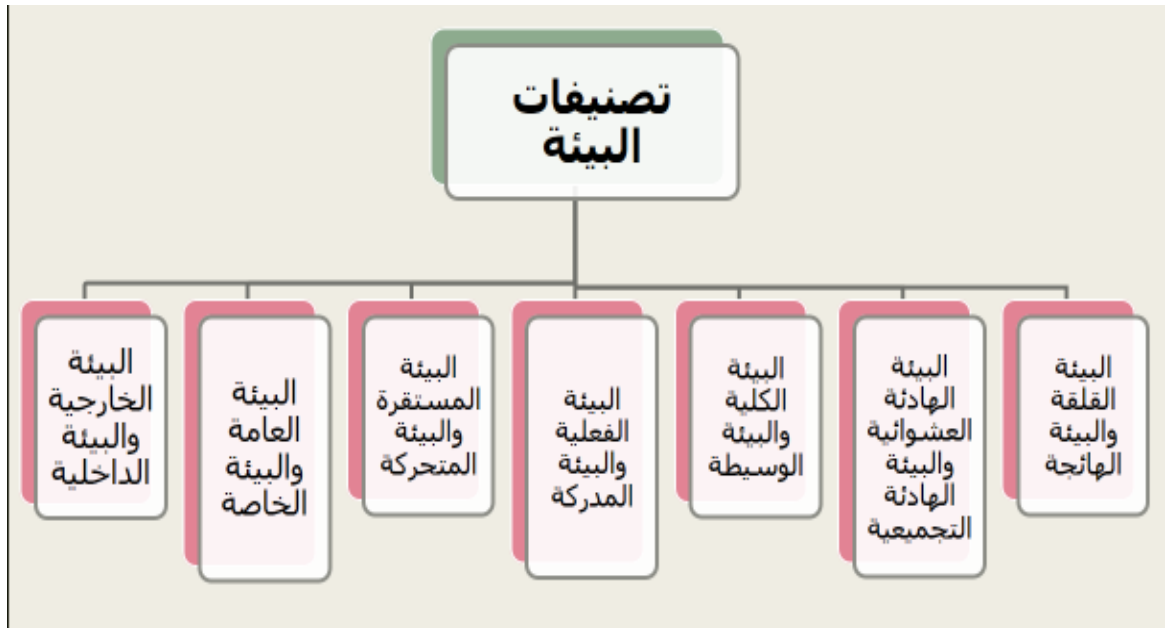 تصنيفات
البيئة
البيئة
القلقة
والبيئة
الهائجة
البيئة
الهادئة
العشوائية
والبيئة
الهادئة
التجميعية
البيئة
الكلية
والبيئة
الوسيطة
البيئة
الفعلية
والبيئة
المدركة
البيئة
المستقرة
والبيئة
المتحركة
البيئة
العامة
والبيئة
الخاصة
البيئة
الخارجية
والبيئة
الداخلية